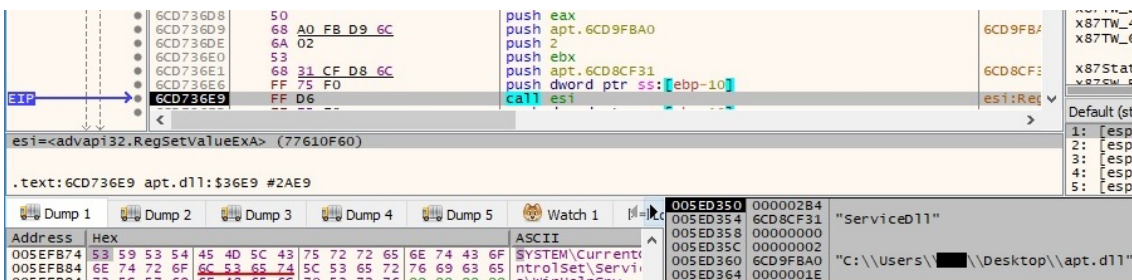 6CD736D8 50 push eax
6CD736D9 68 A0 FB D9 6C push apt.6CD9FBA0 6CD9FBA
6CD736DE 6A 02 push 2
6CD736E0 53 push ebx
6CD736E1 68 31 CF D8 6C push apt.6CD8CF31 6CD8CF3
6CD736E6 FF 75 F0 push dword ptr ss:[ebp-10]
EIP 6CD736E9 FF D6 call esi esi:Reg
x87TW_
x87TW_6
x87Stat
Default (st
1: [esp
2: [esp
3: [esp
4: [esp
5: [esp
esi=<advapi32.RegSetValueExA> (77610F60)
.text:6CD736E9 apt.dll:$36E9 #2AE9
Dump 1 Dump 2 Dump 3 Dump 4 Dump 5 Watch 1
Address Hex ASCII
005EFB74 53 59 53 54 45 4D 5C 43 75 72 72 65 6E 74 43 6F SYSTEM\Current
005EFB84 6E 74 72 6F 6C 53 65 74 5C 53 65 72 76 69 63 65 ntrolSet\Servi
005ED350 000002B4
005ED354 6CD8CF31 "ServiceDll"
005ED358 00000000
005ED35C 00000002
005ED360 6CD9FBA0 "C:\\Users\\ \\Desktop\\apt.dll"
005ED364 0000001E